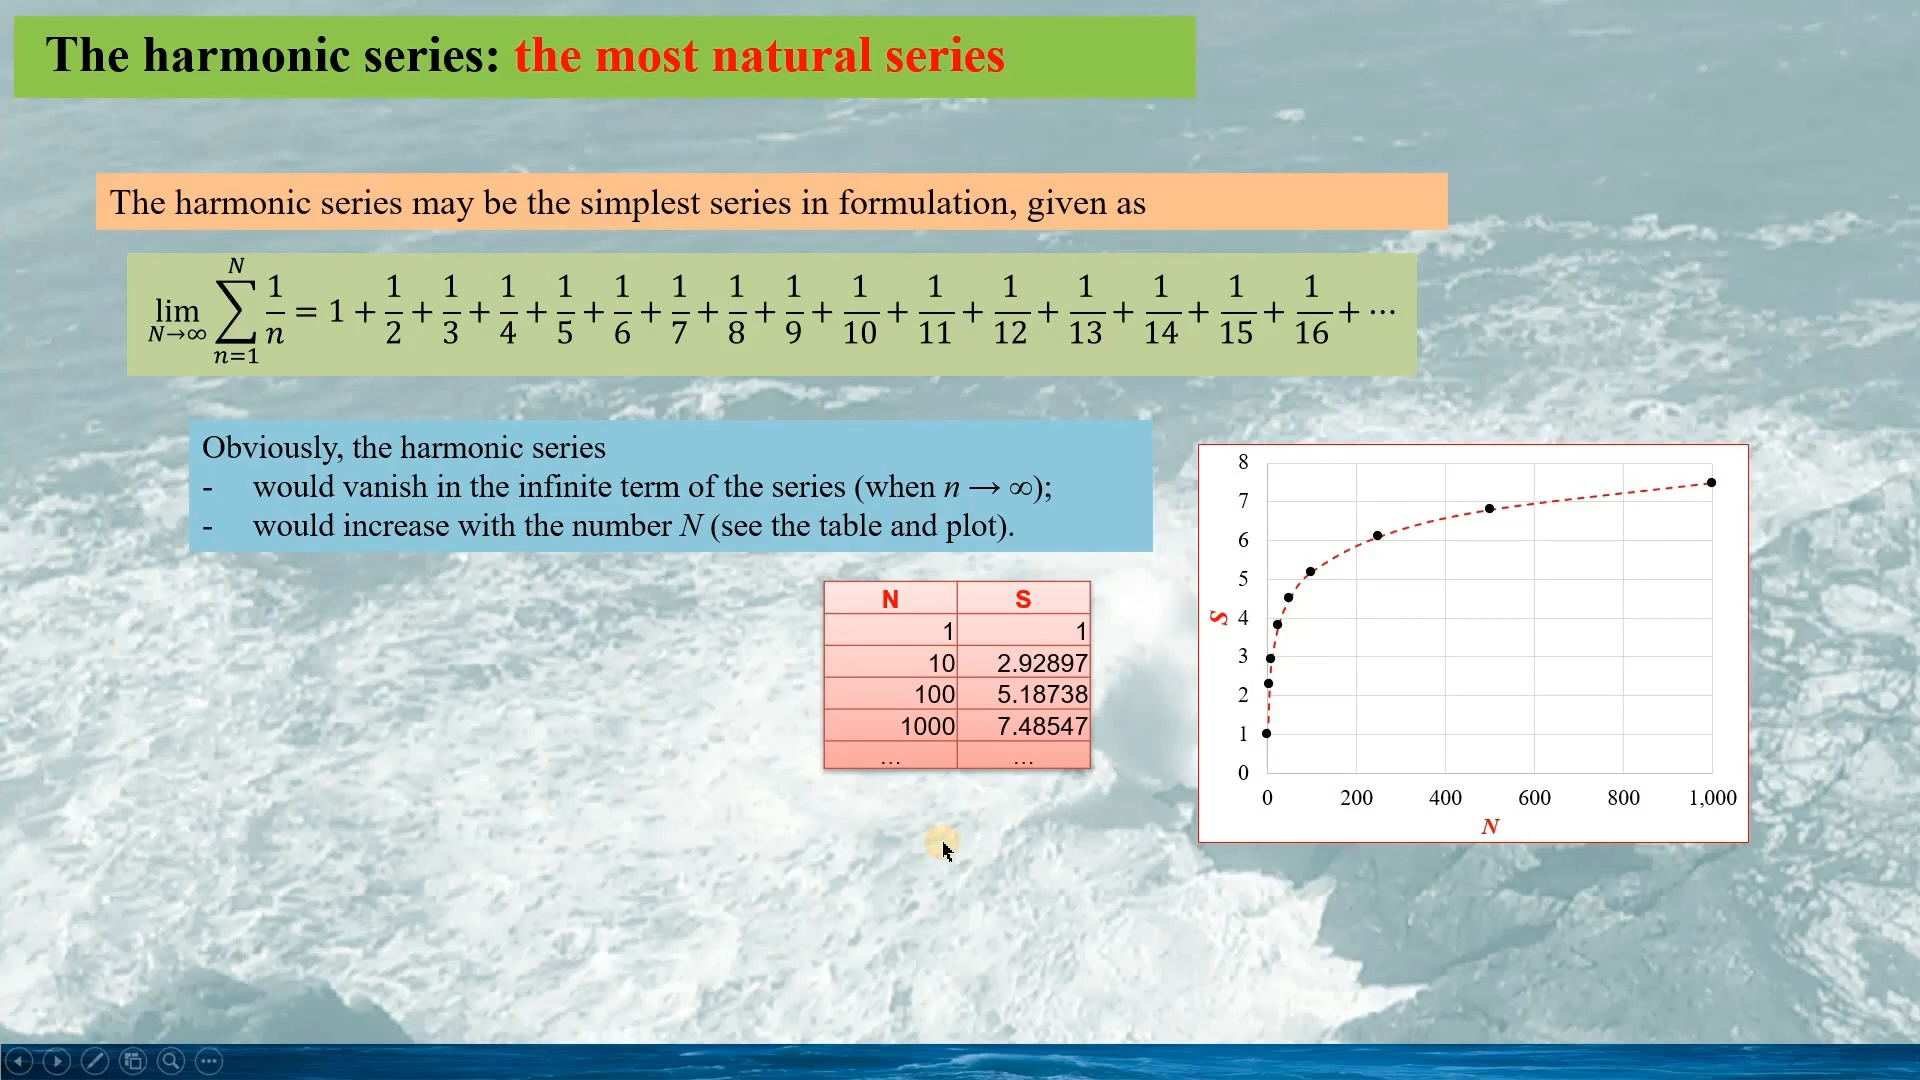 The harmonic series: the most natural series
The harmonic series may be the simplest series in formulation, given as
lim N→∞ ∑ n=1 N 1/n = 1 + 1/2 + 1/3 + 1/4 + 1/5 + 1/6 + 1/7 + 1/8 + 1/9 + 1/10 + 1/11 + 1/12 + 1/13 + 1/14 + 1/15 + 1/16 + ⋯
Obviously, the harmonic series
- would vanish in the infinite term of the series (when n → ∞);
- would increase with the number N (see the table and plot).
N S
1 1
10 2.92897
100 5.18738
1000 7.48547
... ...
8
7
6
5
4
3
2
1
0
S
0 200 400 600 800 1,000
N